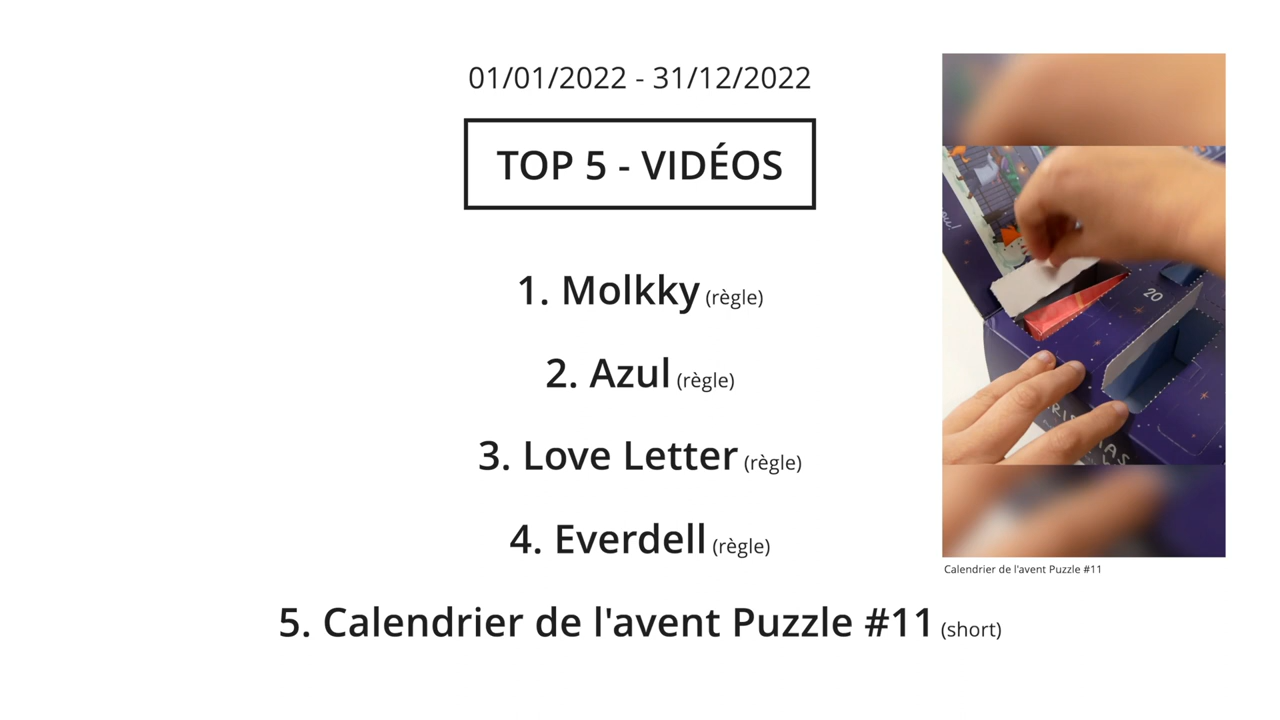 01/01/2022 - 31/12/2022
TOP 5 - VIDÉOS
1. Molkky (règle)
2. Azul (règle)
3. Love Letter (règle)
4. Everdell (règle)
5. Calendrier de l'avent Puzzle #11 (short)
20
Calendrier de l'avent Puzzle #11